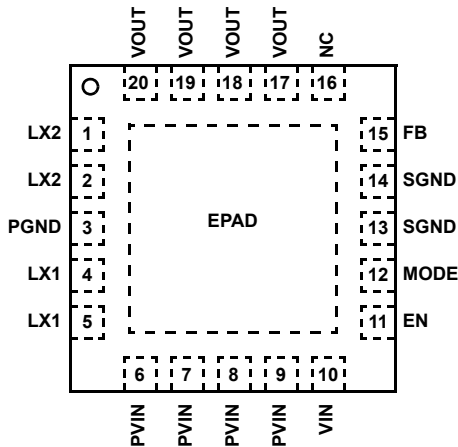 VOUT VOUT VOUT VOUT NC
20 19 18 17 16
LX2 1 15 FB
LX2 2 14 SGND
PGND 3 EPAD 13 SGND
LX1 4 12 MODE
LX1 5 11 EN
6 7 8 9 10
PVIN PVIN PVIN PVIN VIN